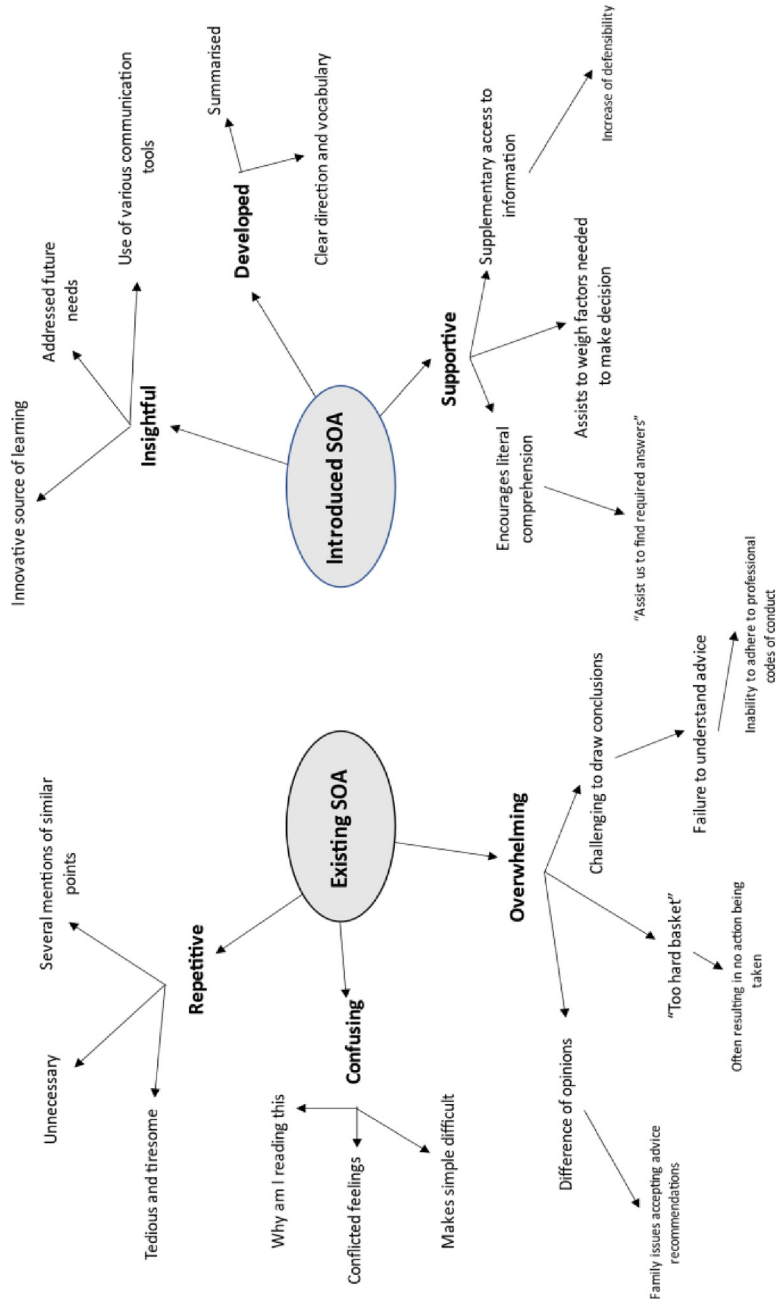 Unnecessary
Several mentions of similar
points
Tedious and tiresome
Repetitive
Existing SOA
Why am I reading this
Conflicted feelings
Makes simple difficult
Confusing
Overwhelming
Difference of opinions
Family issues accepting advice
recommendations
"Too hard basket"
Often resulting in no action being
taken
Challenging to draw conclusions
Failure to understand advice
Inability to adhere to professional
codes of conduct
Innovative source of learning
Addressed future
needs
Use of various communication
tools
Insightful
Introduced SOA
Developed
Summarised
Clear direction and vocabulary
Supportive
Encourages literal
comprehension
"Assist us to find required answers"
Assists to weigh factors needed
to make decision
Supplementary access to
information
Increase of defensibility